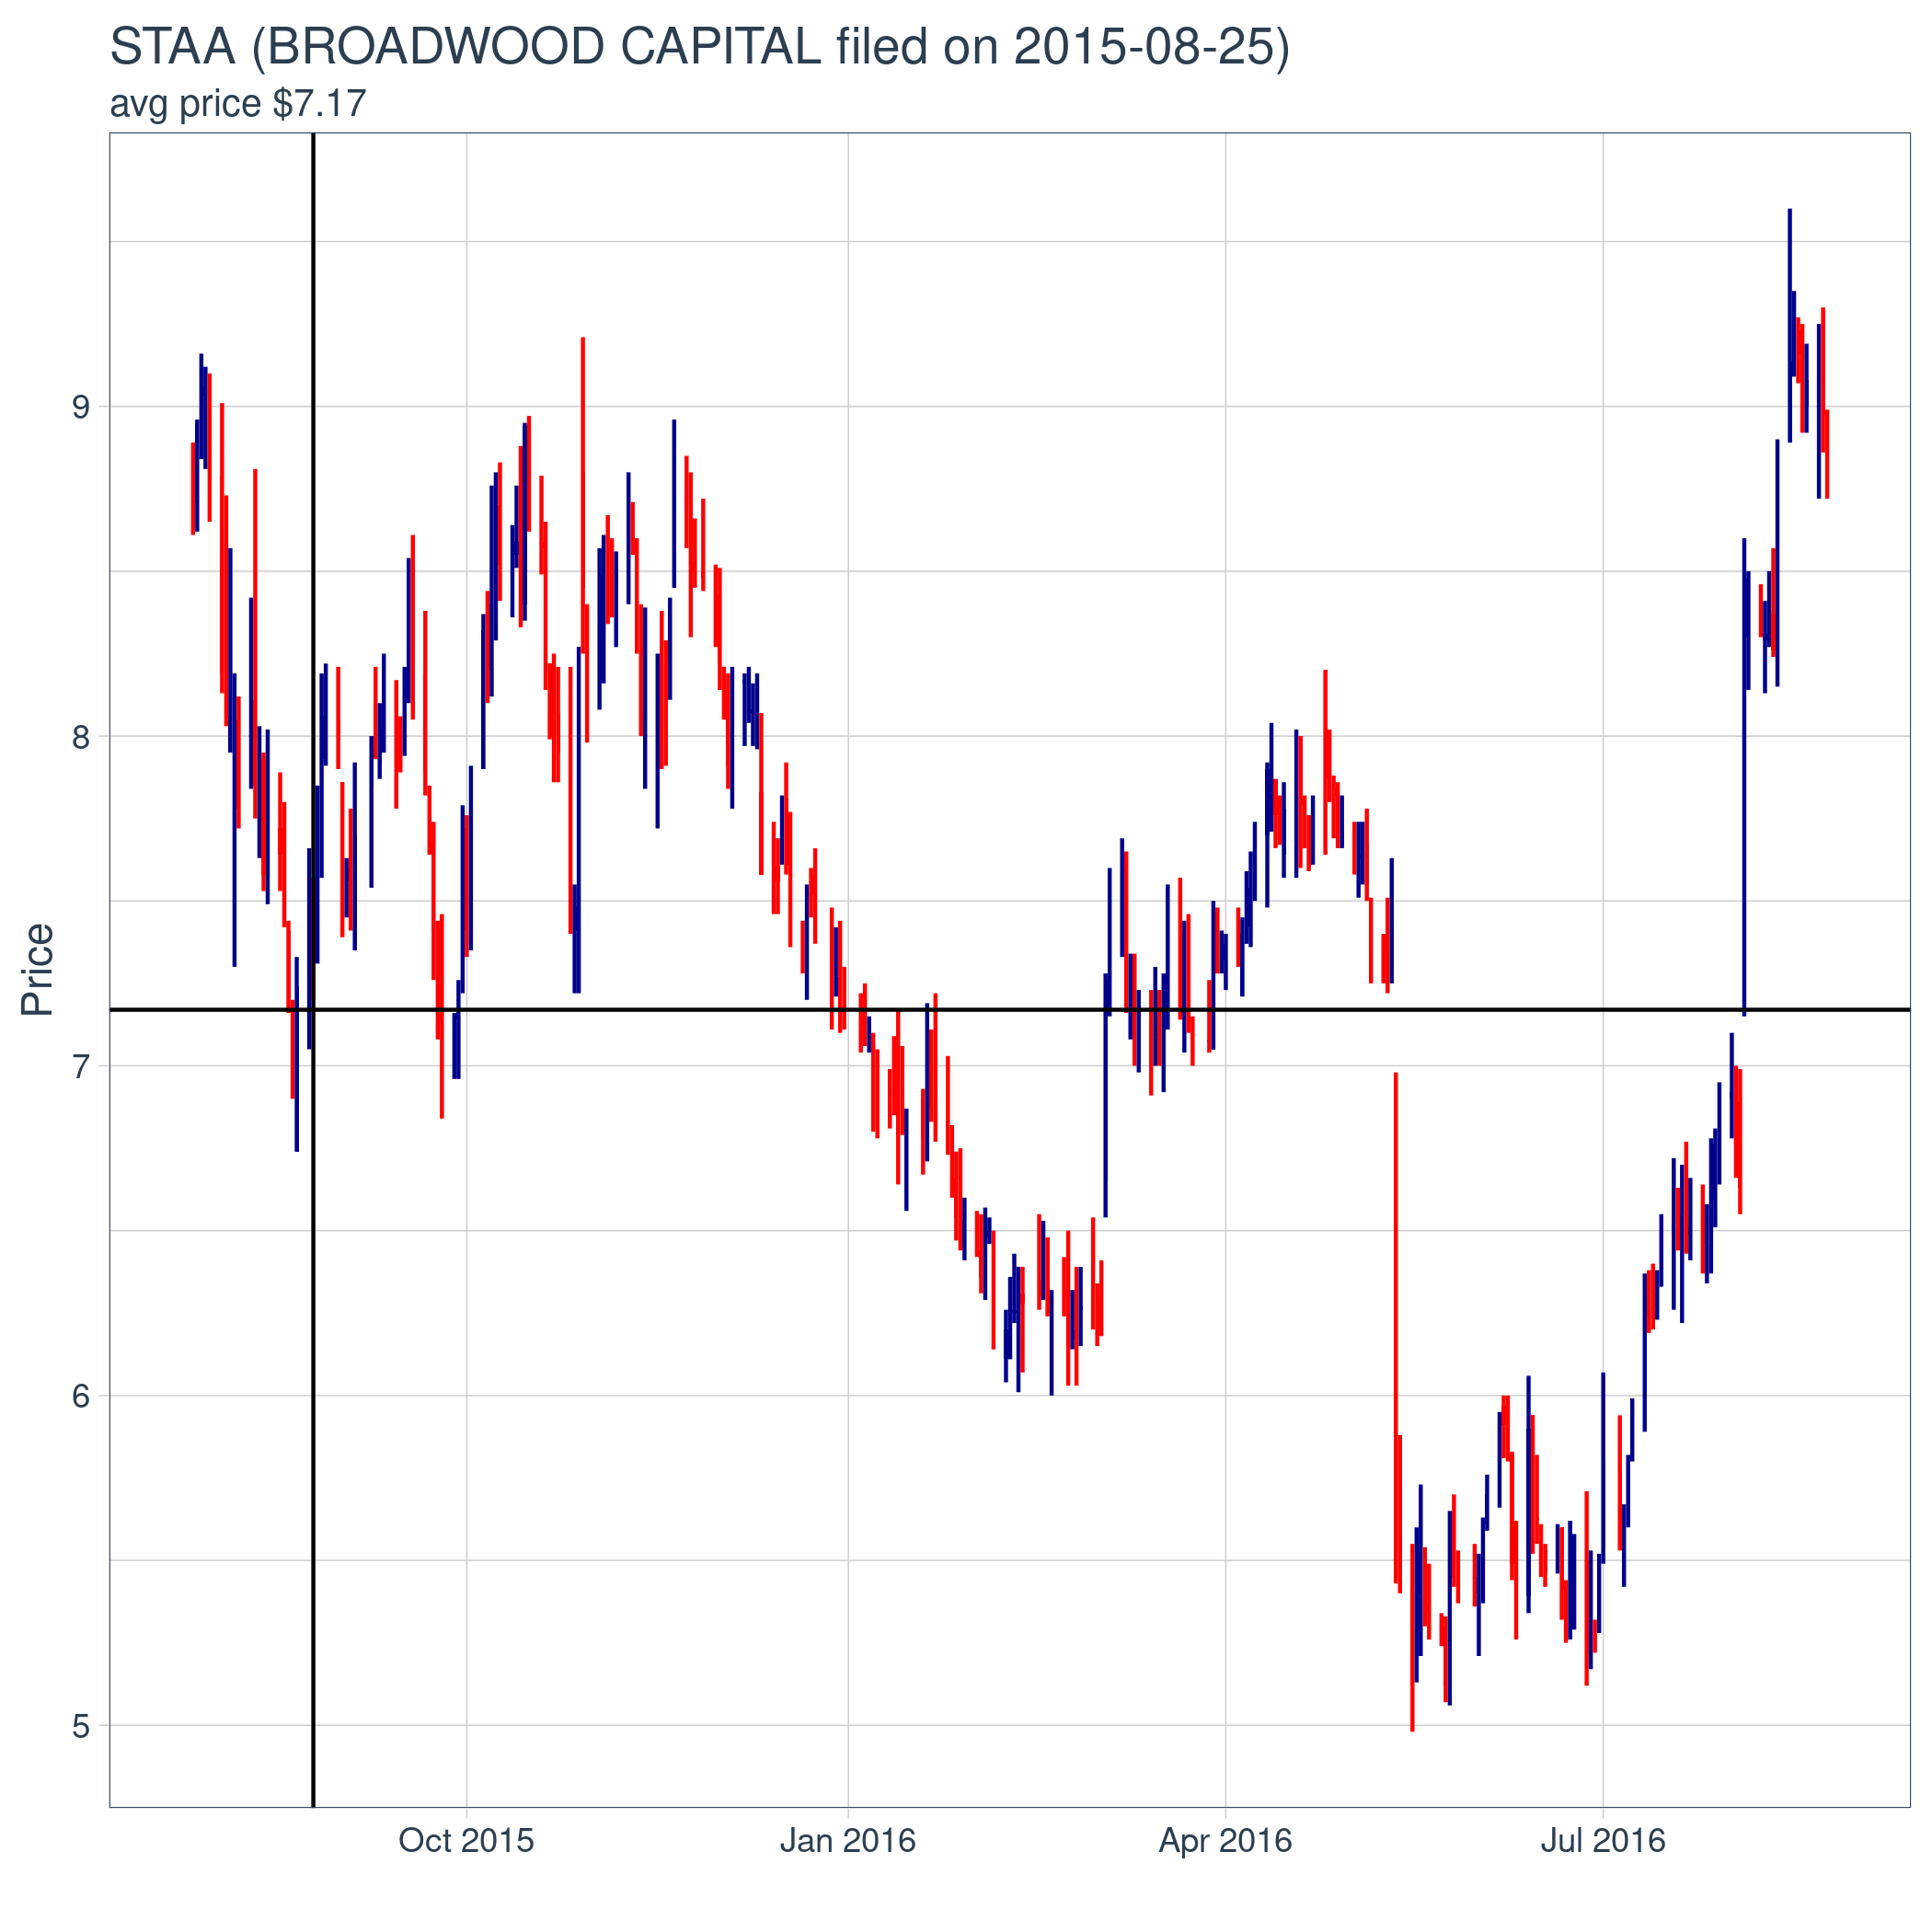 STAA (BROADWOOD CAPITAL filed on 2015-08-25)
avg price $7.17
Price
9
8
7
6
5
Oct 2015
Jan 2016
Apr 2016
Jul 2016